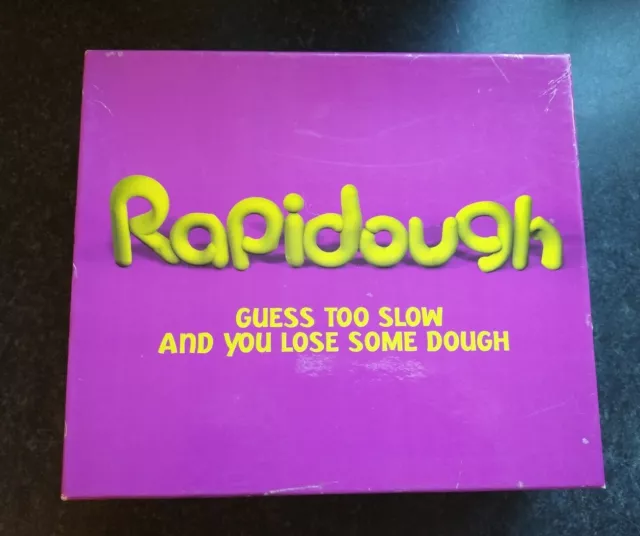 Rapidough
GUESS TOO SLOW
AND YOU LOSE SOME DOUGH